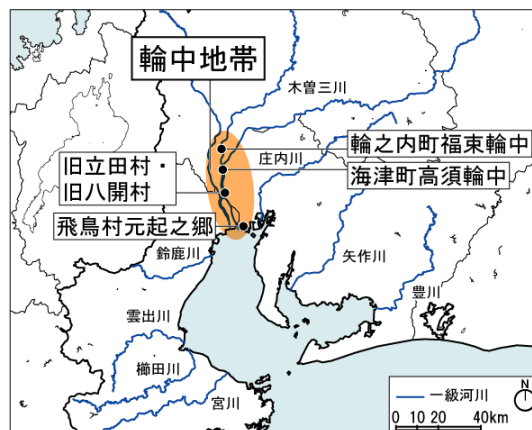 輪中地帯
木曽三川
輪之内町福束輪中
庄内川
旧立田村・
旧八開村
海津町高須輪中
飛鳥村元起之郷
鈴鹿川
矢作川
豊川
雲出川
櫛田川
宮川
一級河川
N
0 10 20 40km